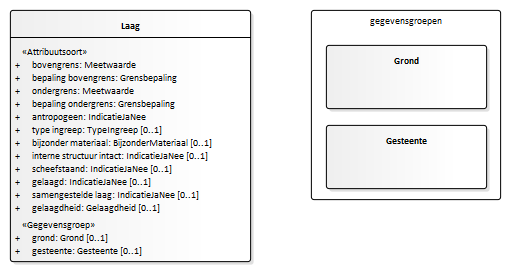 Laag
«Attribuutsoort»
+ bovengrens: Meetwaarde
+ bepaling bovengrens: Grensbepaling
+ ondergrens: Meetwaarde
+ bepaling ondergrens: Grensbepaling
+ antropogeen: IndicatieJaNee
+ type ingreep: TypeIngreep [0..1]
+ bijzonder materiaal: BijzonderMateriaal [0..1]
+ interne structuur intact: IndicatieJaNee [0..1]
+ scheefstaand: IndicatieJaNee [0..1]
+ gelaagd: IndicatieJaNee [0..1]
+ samengestelde laag: IndicatieJaNee [0..1]
+ gelaagdheid: Gelaagdheid [0..1]
«Gegevensgroep»
+ grond: Grond [0..1]
+ gesteente: Gesteente [0..1]
gegevensgroepen
Grond
Gesteente